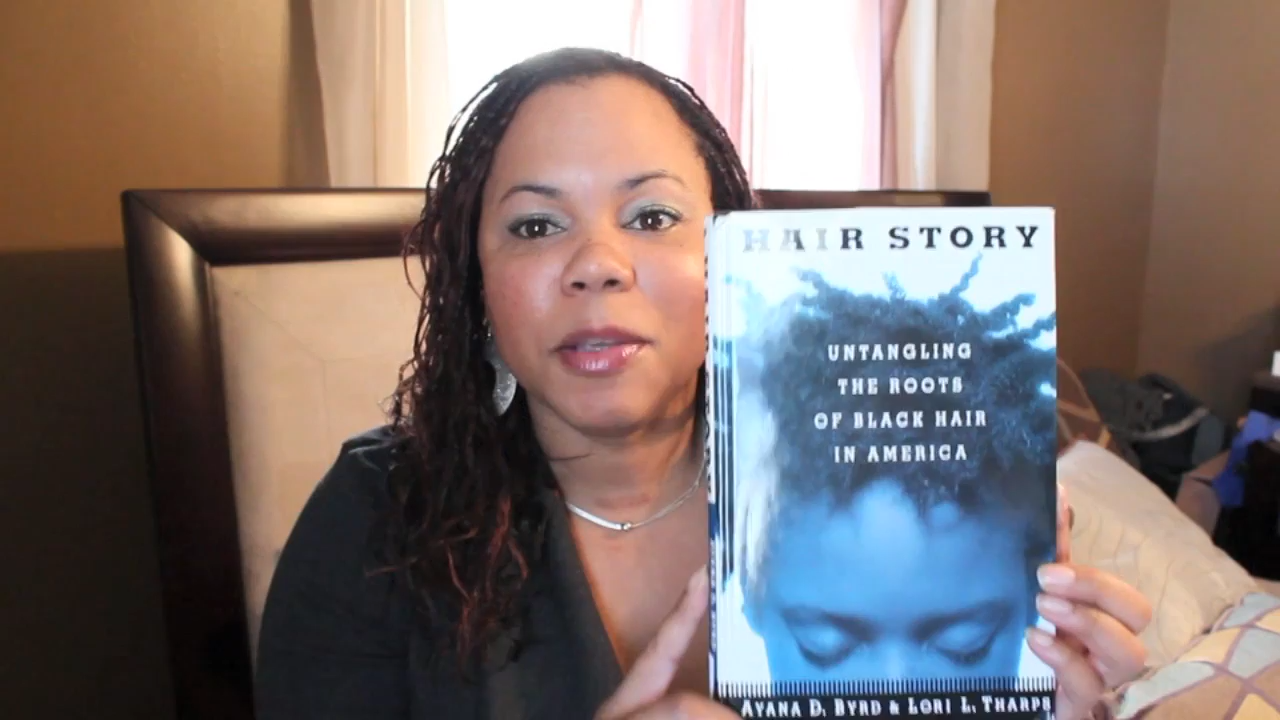 HAIR STORY
UNTANGLING
THE ROOTS
OF BLACK HAIR
IN AMERICA
AYANA D. BYRD & LORI L. THARPS